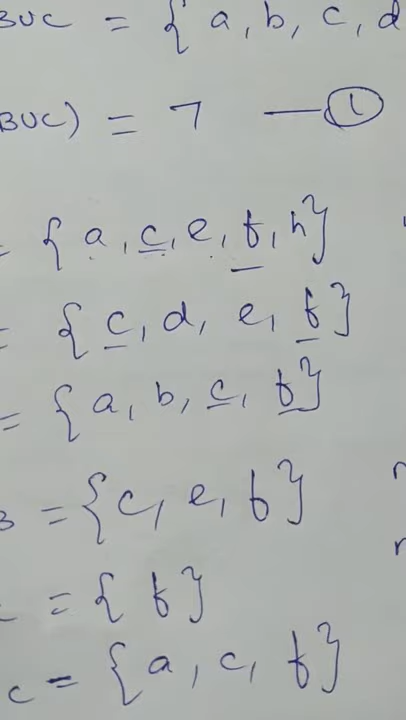 BUC = { a, b, c, d
BUC) = 7 — ①
= { a, c, e, f, h }
= { c, d, e, f }
= { a, b, c, f }
B = { c, e, f }
= { f }
c = { a, c, f }